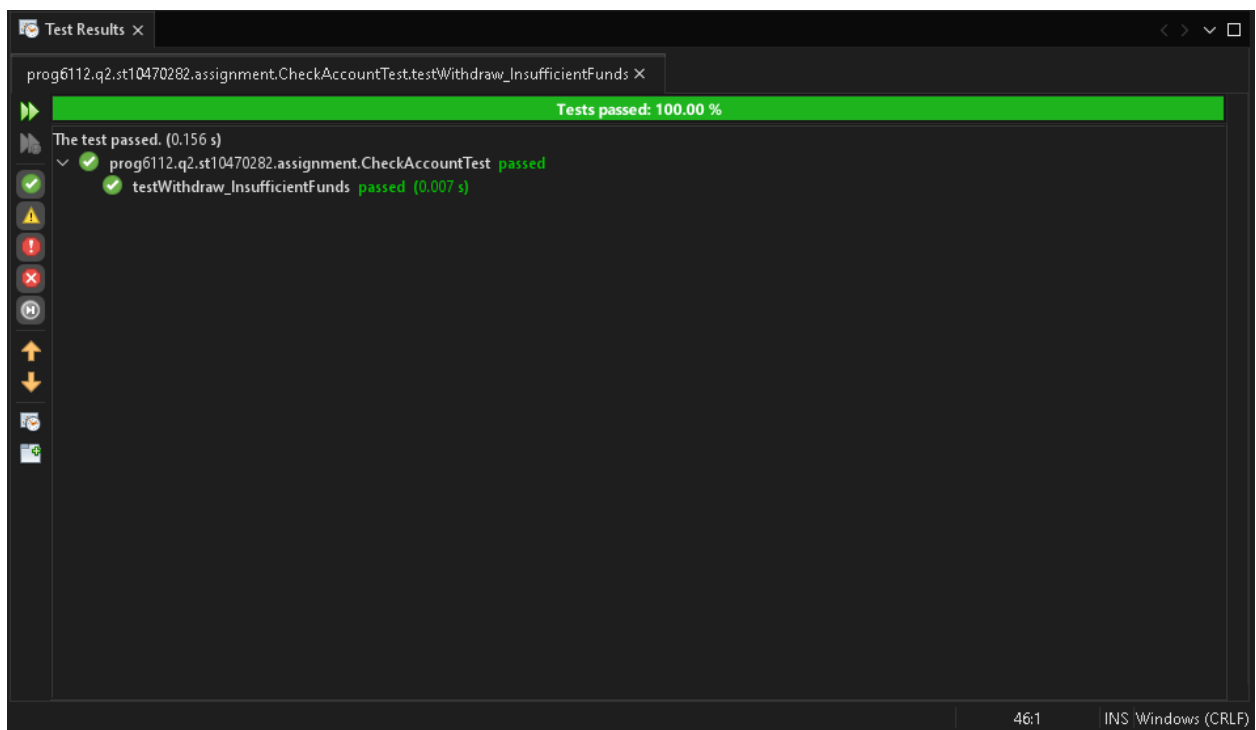 Test Results
prog6112.q2.st10470282.assignment.CheckAccountTest.testWithdraw_InsufficientFunds
Tests passed: 100.00 %
The test passed. (0.156 s)
prog6112.q2.st10470282.assignment.CheckAccountTest passed
testWithdraw_InsufficientFunds passed (0.007 s)
46:1 INS Windows (CRLF)